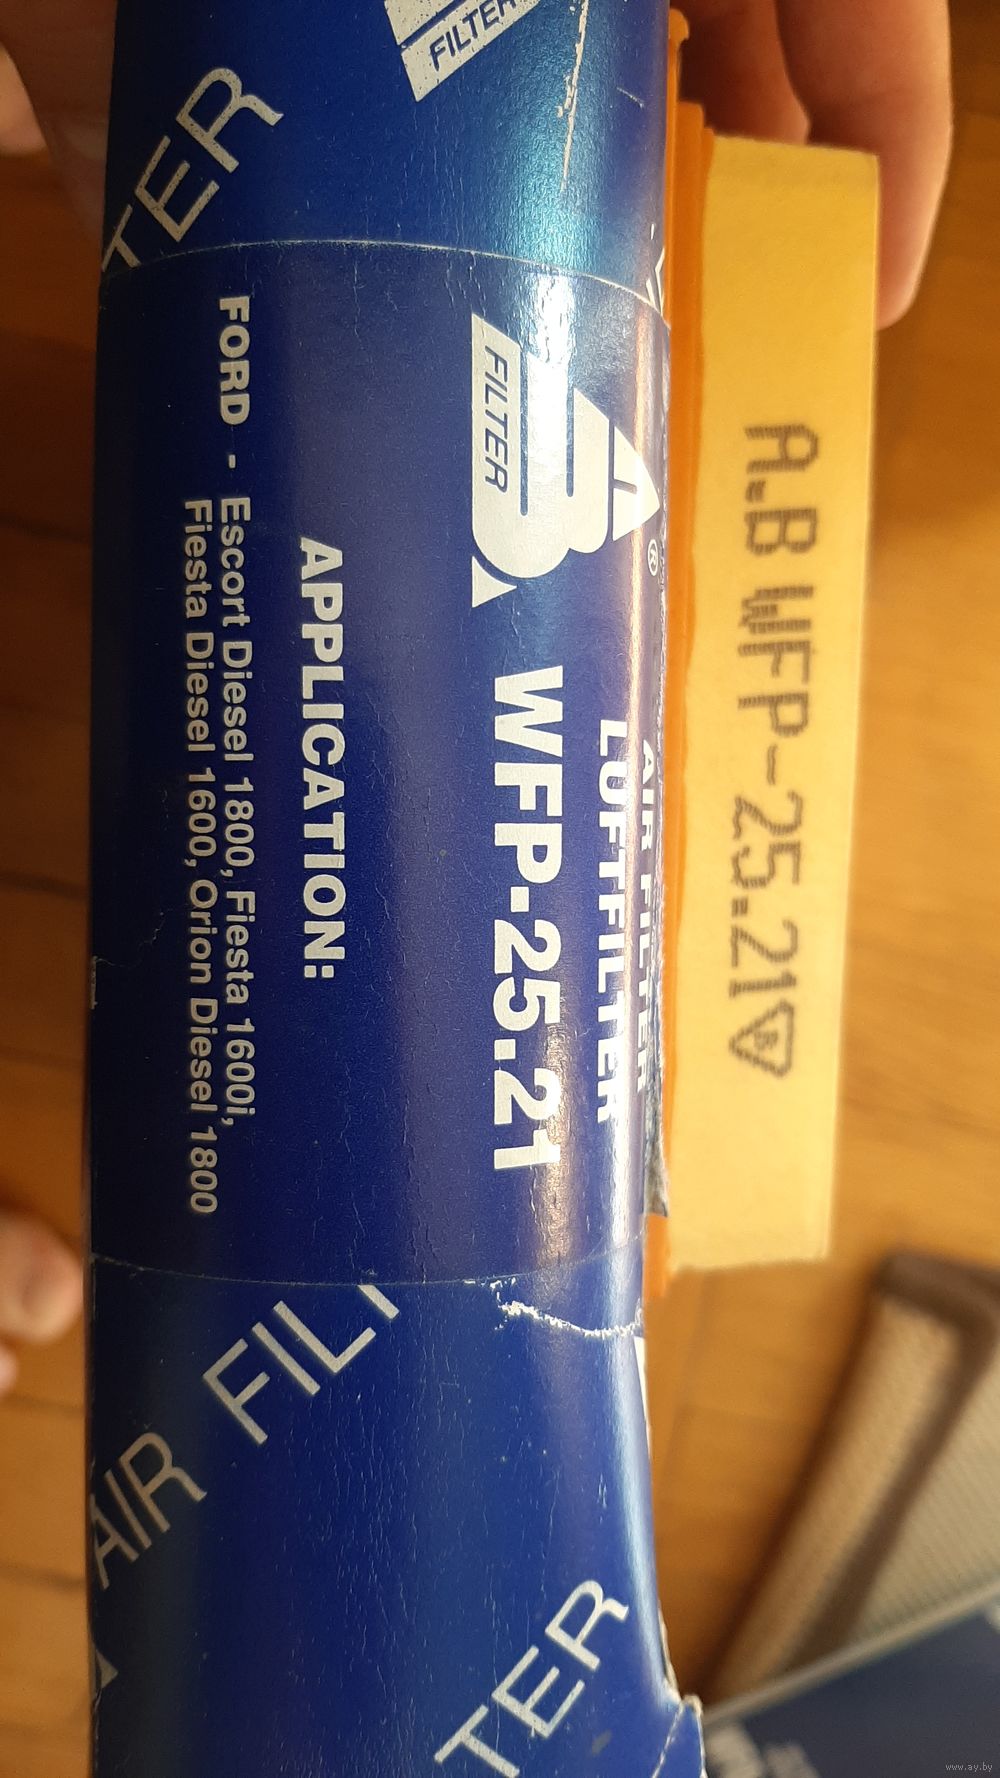 FILTER
TER
FILTER
A.B
®
AIR FILTER
LUFTFILTER
WFP-25.21
APPLICATION:
FORD - Escort Diesel 1800, Fiesta 1600i,
Fiesta Diesel 1600, Orion Diesel 1800
A.B WFP-25.21
AIR FILT
TER
www.ay.by